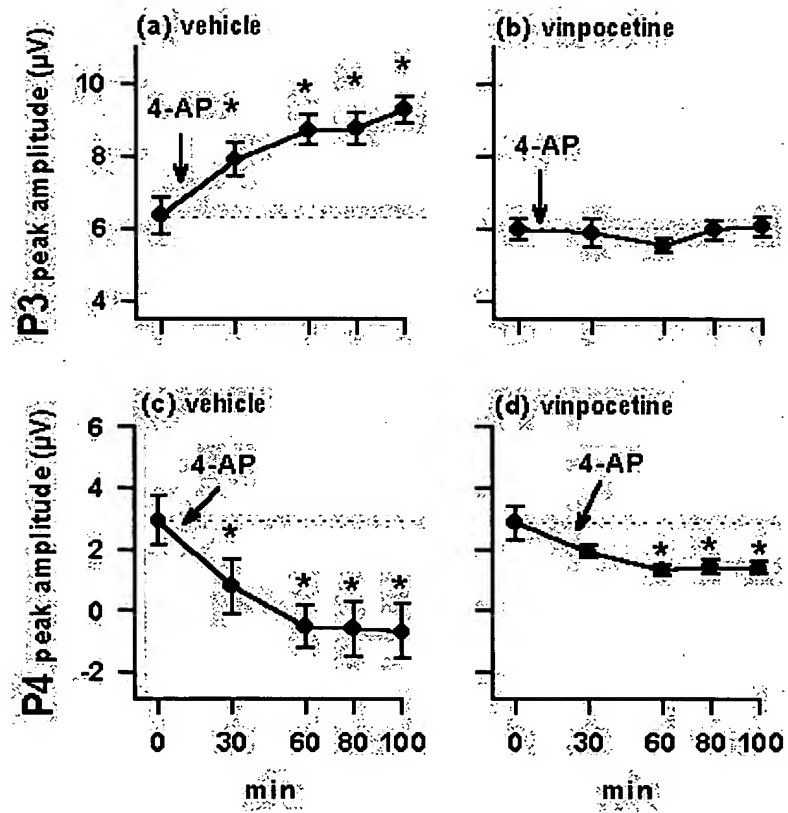 (a) vehicle
(b) vinpocetine
P3 peak amplitude (µV)
10
8
6
4
4-AP *
* * *
4-AP
(c) vehicle
(d) vinpocetine
P4 peak amplitude (µV)
6
4
2
0
-2
4-AP
* * * *
4-AP
* * *
0 30 60 80 100
0 30 60 80 100
min
min